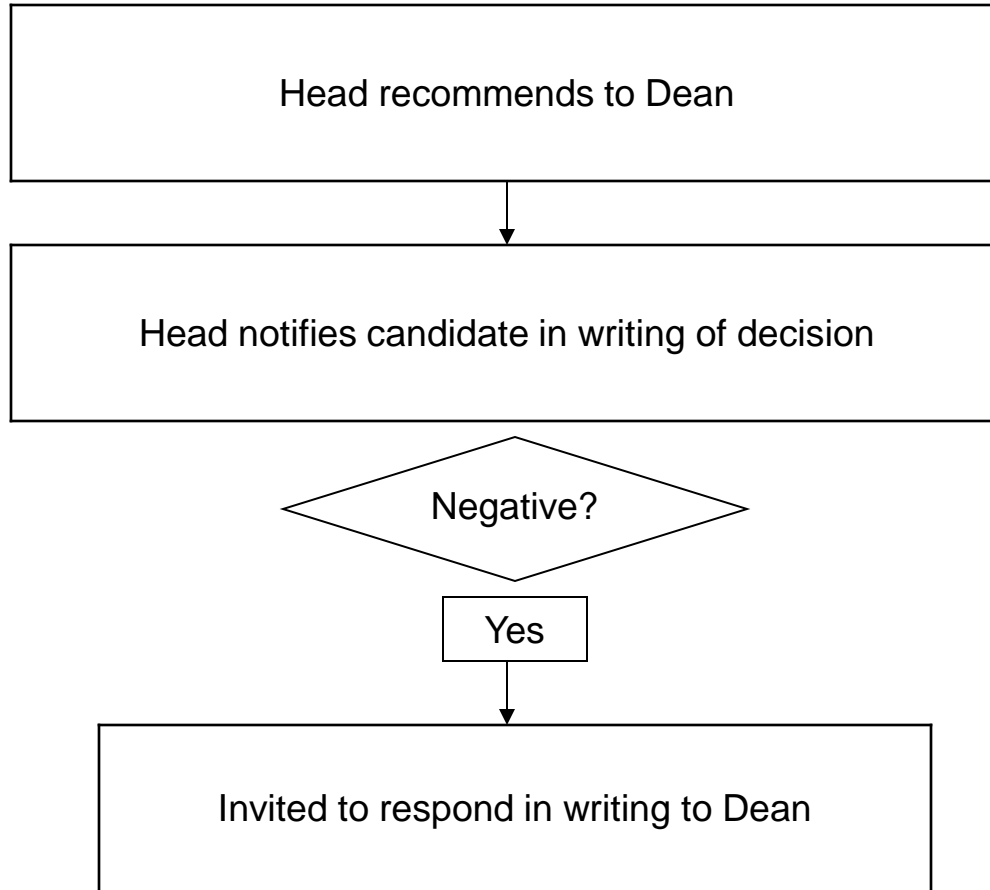 Head recommends to Dean
Head notifies candidate in writing of decision
Negative?
Yes
Invited to respond in writing to Dean